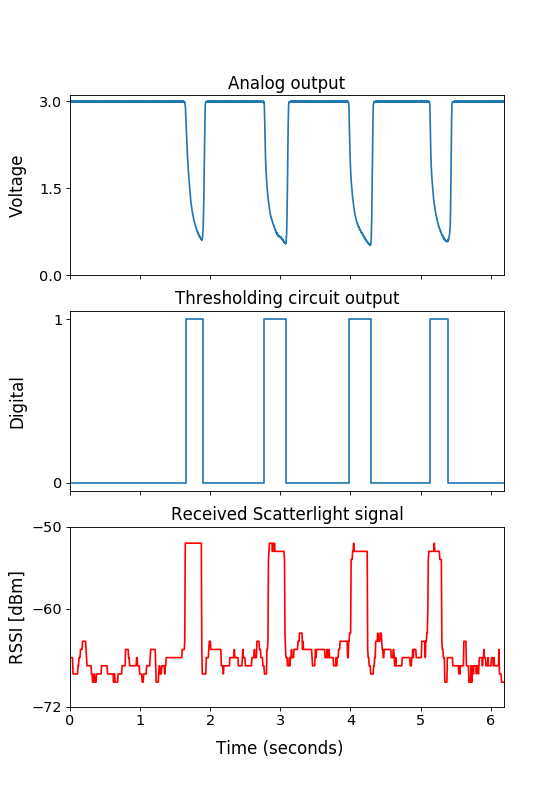 Analog output
3.0
1.5
0.0
Voltage
Thresholding circuit output
1
0
Digital
Received Scatterlight signal
−50
−60
−72
RSSI [dBm]
0 1 2 3 4 5 6
Time (seconds)